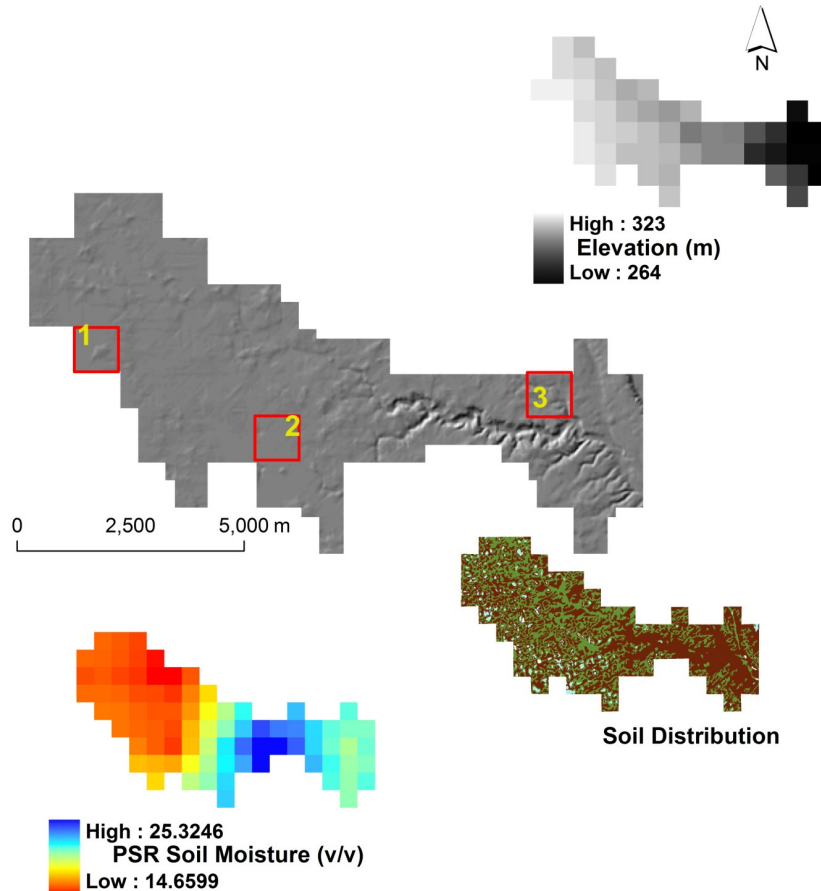 N
High : 323
Elevation (m)
Low : 264
1
2
3
0 2,500 5,000 m
Soil Distribution
High : 25.3246
PSR Soil Moisture (v/v)
Low : 14.6599